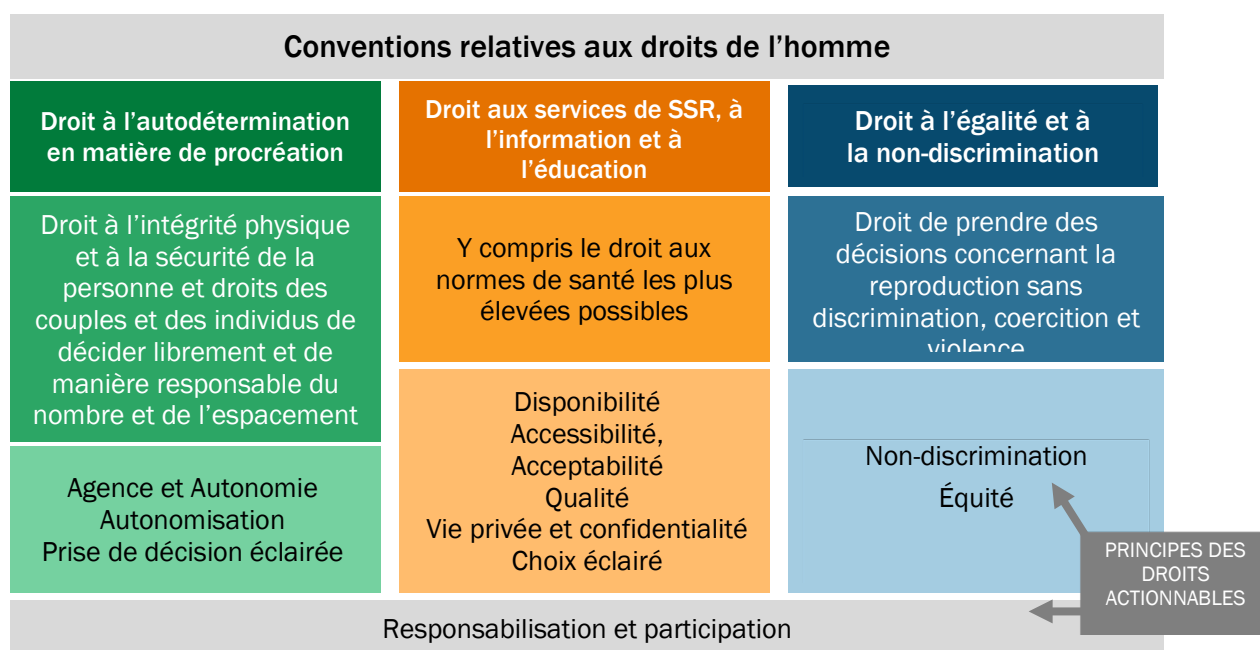 Conventions relatives aux droits de l’homme
Droit à l’autodétermination
en matière de procréation
Droit à l’intégrité physique
et à la sécurité de la
personne et droits des
couples et des individus de
décider librement et de
manière responsable du
nombre et de l’espacement
Agence et Autonomie
Autonomisation
Prise de décision éclairée
Droit aux services de SSR, à
l’information et à
l’éducation
Y compris le droit aux
normes de santé les plus
élevées possibles
Disponibilité
Accessibilité,
Acceptabilité
Qualité
Vie privée et confidentialité
Choix éclairé
Droit à l’égalité et à
la non-discrimination
Droit de prendre des
décisions concernant la
reproduction sans
discrimination, coercition et
violence
Non-discrimination
Équité
PRINCIPES DES
DROITS
ACTIONNABLES
Responsabilisation et participation